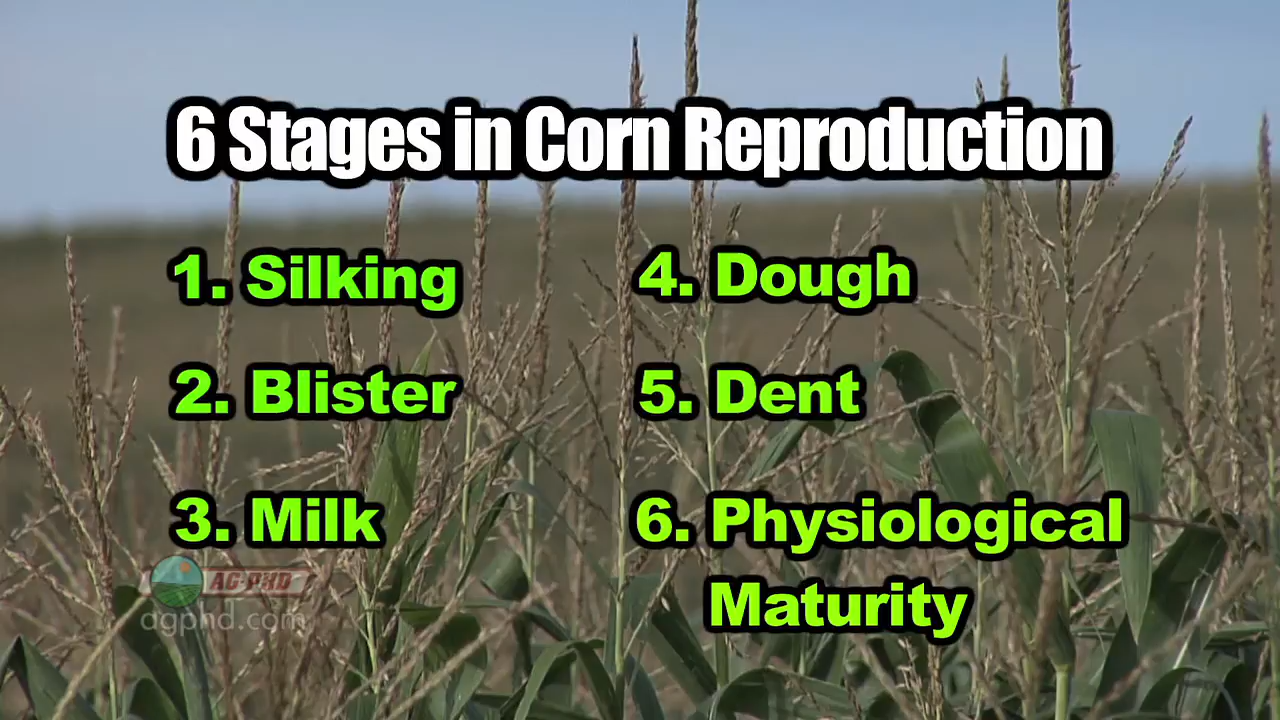 6 Stages in Corn Reproduction
1. Silking
2. Blister
3. Milk
4. Dough
5. Dent
6. Physiological
Maturity
AG-PHD
agphd.com